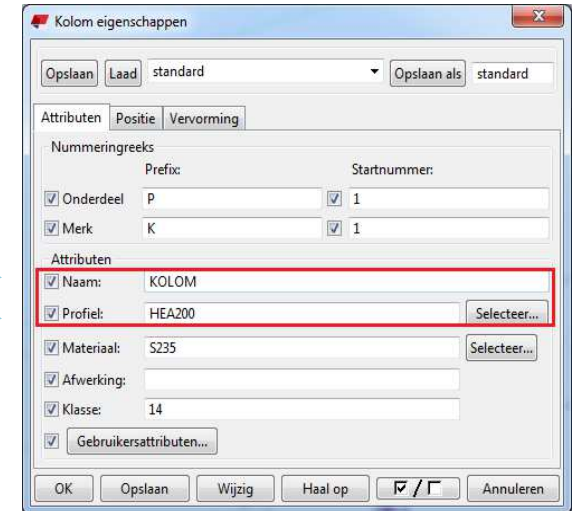 Kolom eigenschappen
Opslaan Laad standard Opslaan als standard
Attributen Positie Vervorming
Nummeringreeks
Prefix: Startnummer:
Onderdeel P 1
Merk K 1
Attributen
Naam: KOLOM
Profiel: HEA200 Selecteer...
Materiaal: S235 Selecteer...
Afwerking:
Klasse: 14
Gebruikersattributen...
OK Opslaan Wijzig Haal op / Annuleren